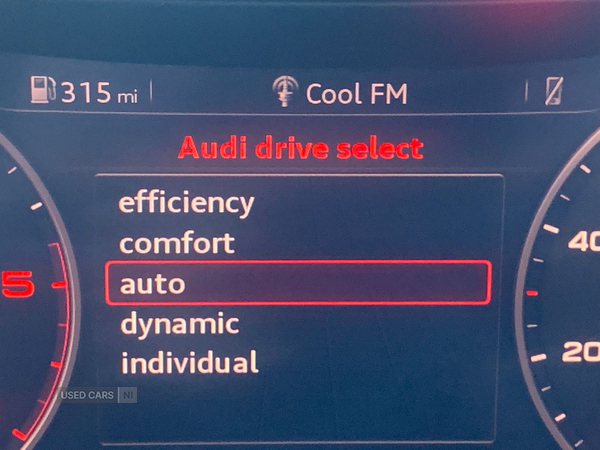 315 mi Cool FM
Audi drive select
efficiency
comfort
40
auto
5
dynamic
20
individual
USED CARS NI